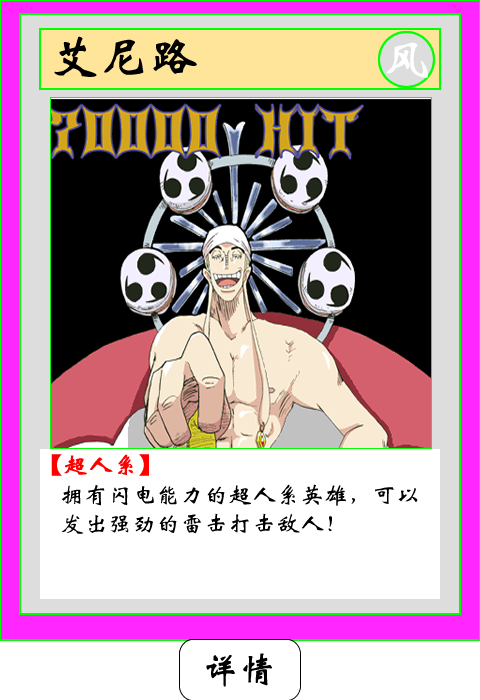 艾尼路
风
70000 HIT
【超人系】
拥有闪电能力的超人系英雄，可以
发出强劲的雷击打击敌人!
详情